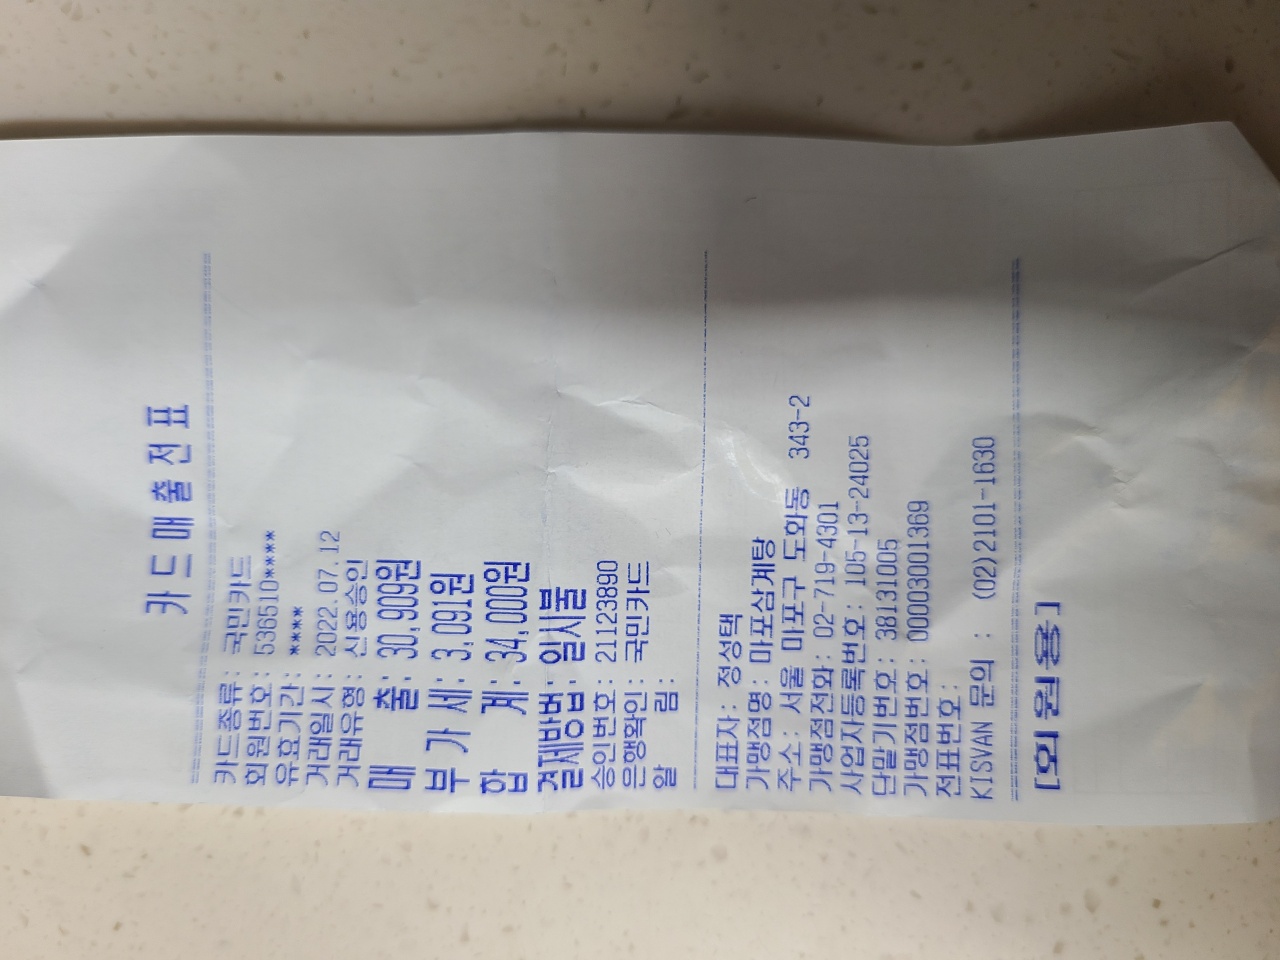 카드매출전표
카드종류: 국민카드
회원번호: 536510****
유효기간: ****
거래일시: 2022.07.12
거래유형: 신용승인
매 출: 30,909원
부 가 세: 3,091원
합 계: 34,000원
결제방법: 일시불
승인번호: 21123890
은행확인: 국민카드
알 림:
대표자: 정성택
가맹점명: 마포삼계탕
주소: 서울 마포구 도화동 343-2
가맹점전화: 02-719-4301
사업자등록번호: 105-13-24025
단말기번호: 38131005
가맹점번호: 00003001369
전표번호:
KISVAN 문의 : (02)2101-1630
[회원용]